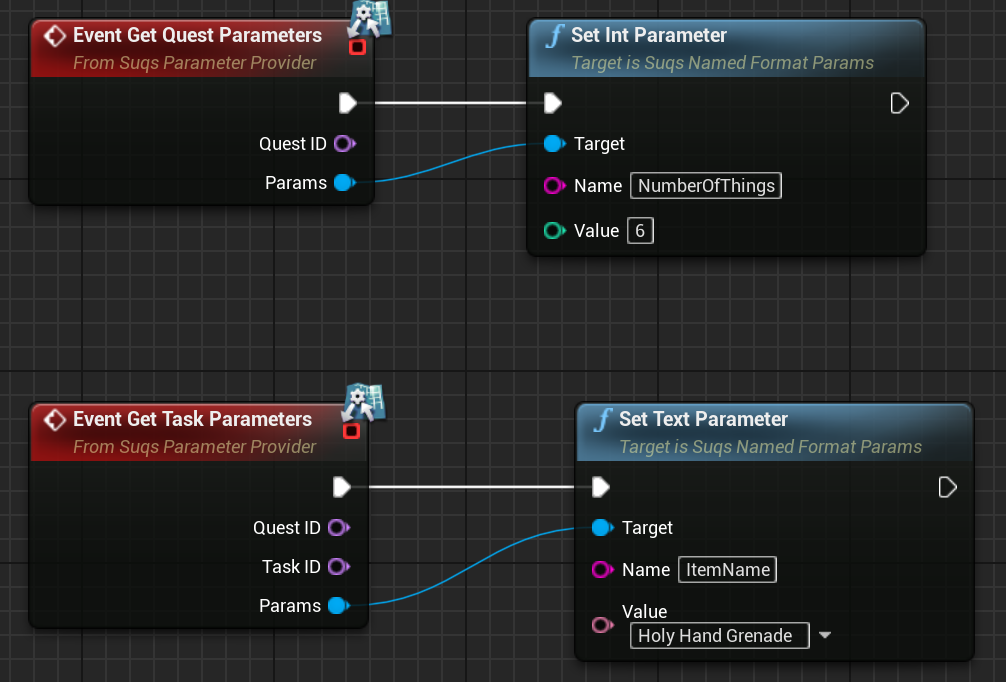 Event Get Quest Parameters
From Suqs Parameter Provider
Quest ID
Params
f Set Int Parameter
Target is Suqs Named Format Params
Target
Name NumberOfThings
Value 6
Event Get Task Parameters
From Suqs Parameter Provider
Quest ID
Task ID
Params
f Set Text Parameter
Target is Suqs Named Format Params
Target
Name ItemName
Value
Holy Hand Grenade